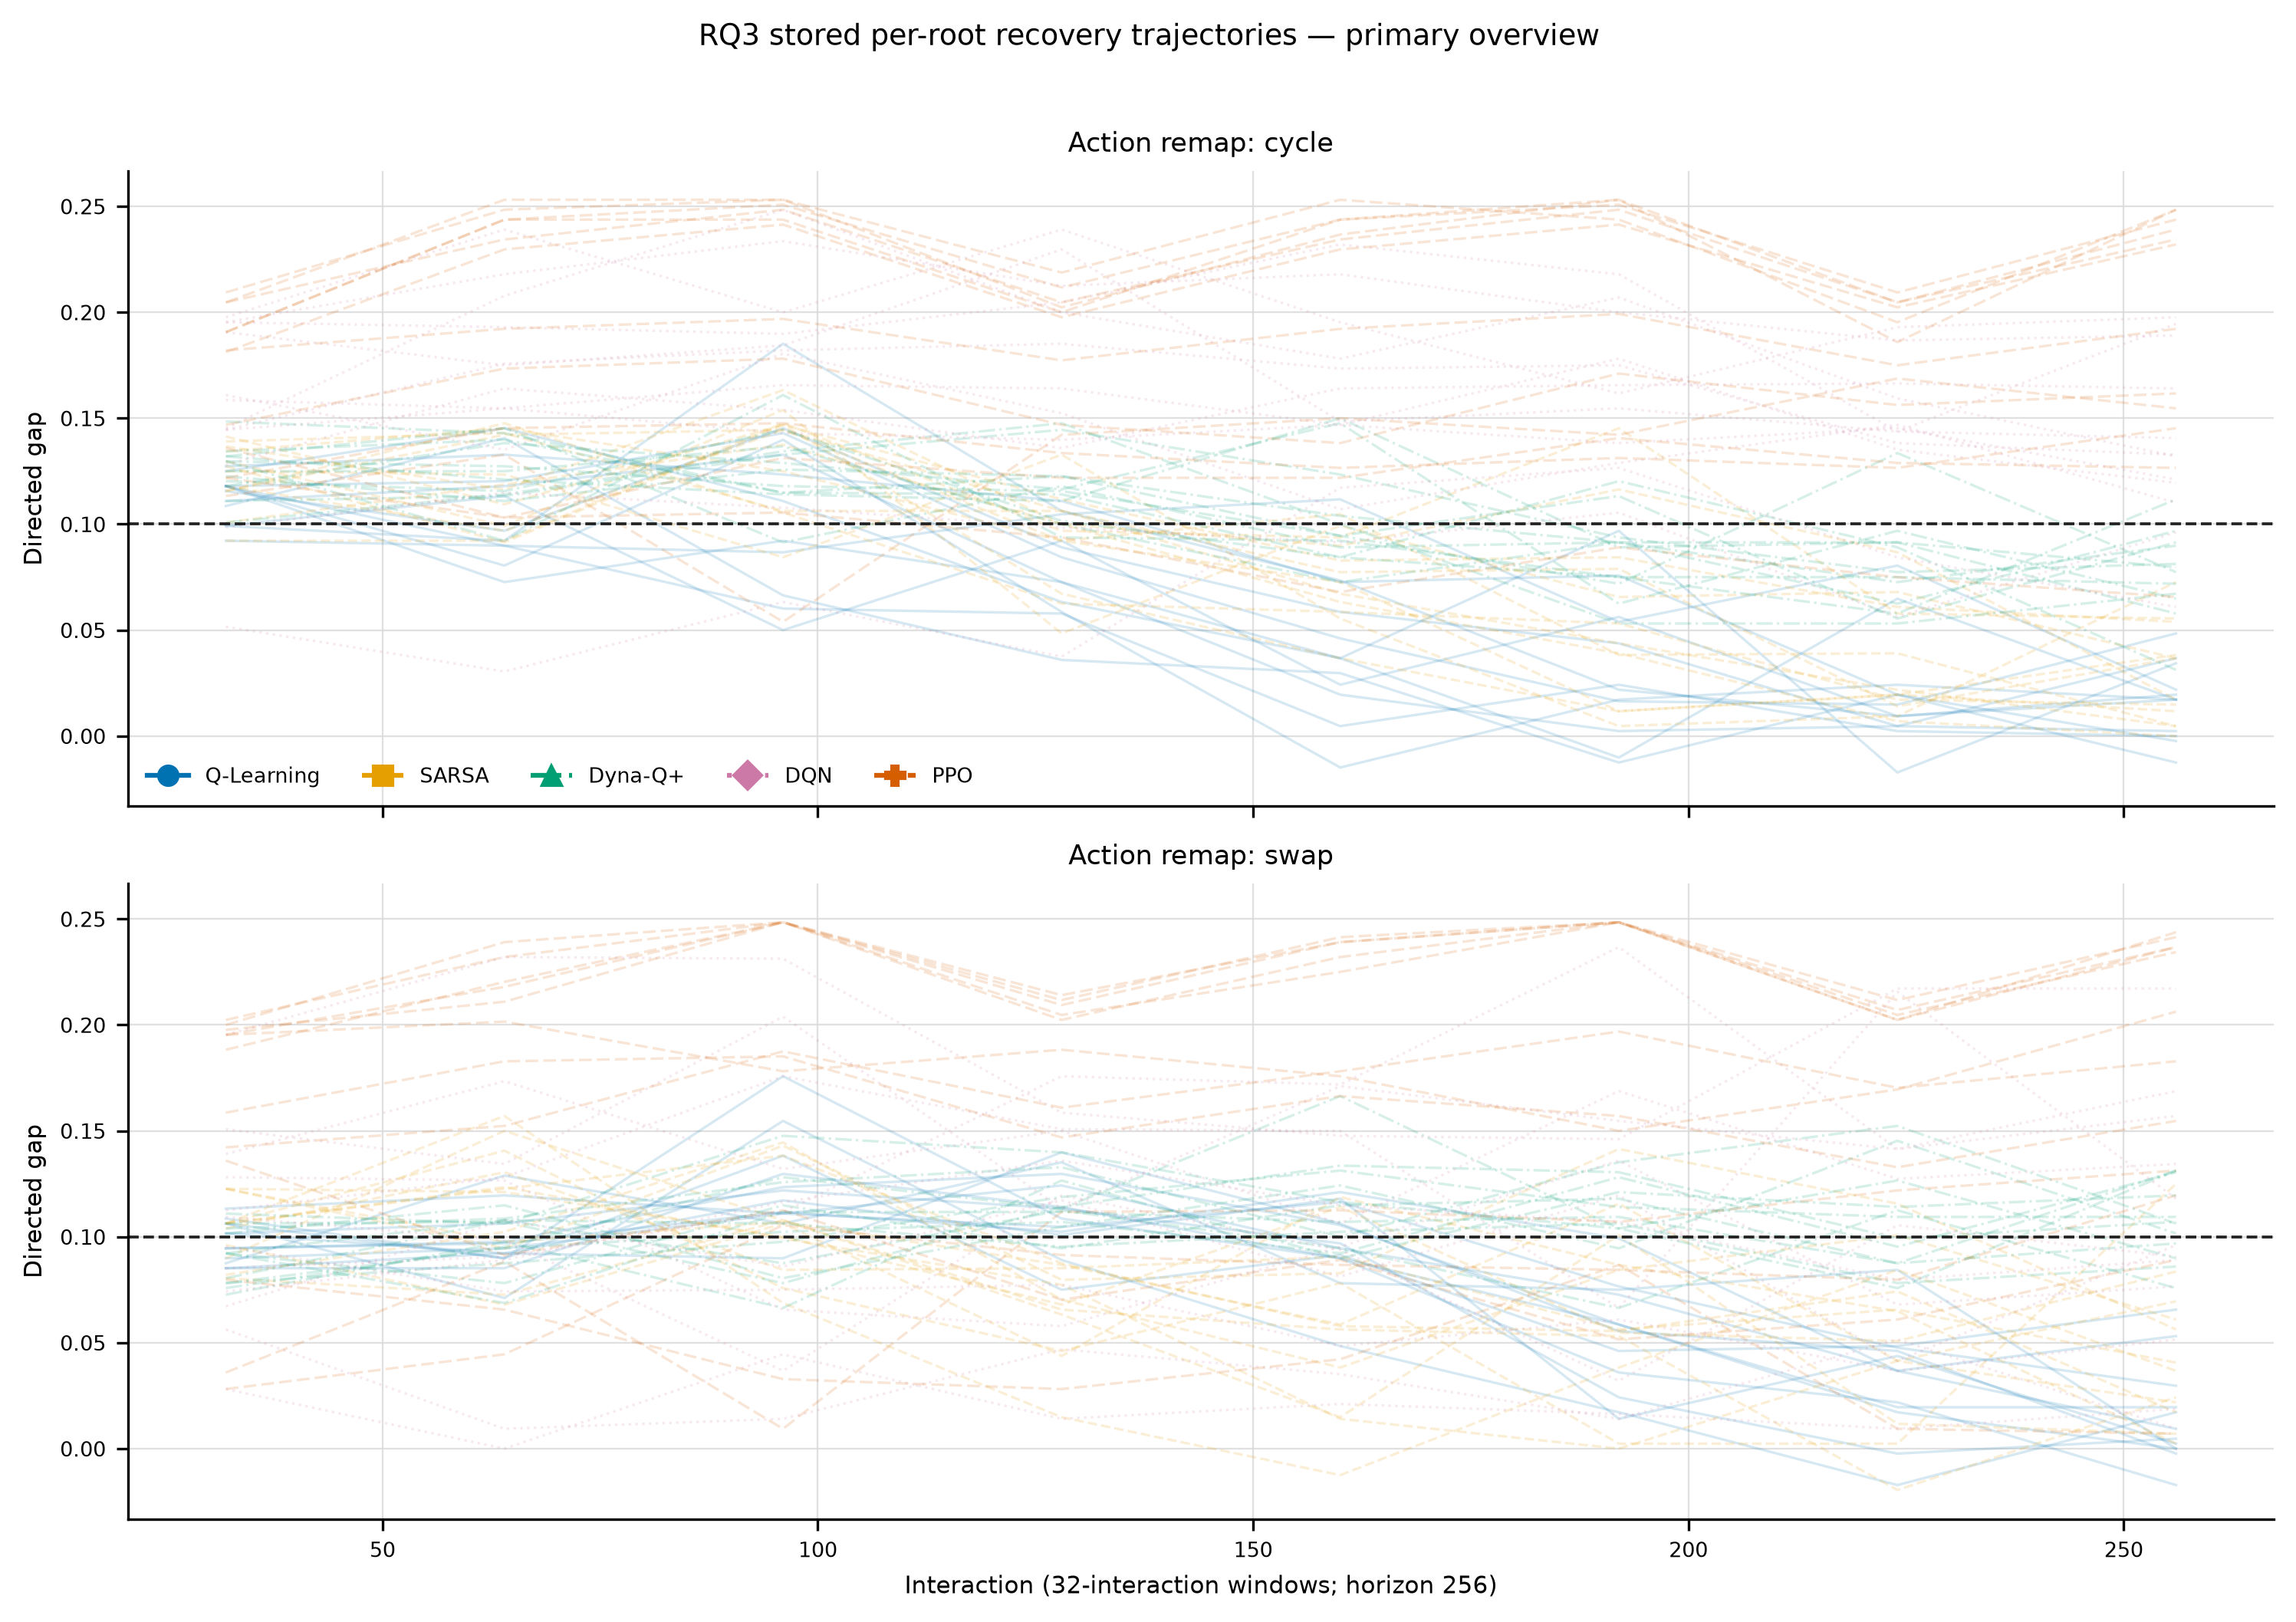 RQ3 stored per-root recovery trajectories — primary overview
Action remap: cycle
Directed gap
0.25
0.20
0.15
0.10
0.05
0.00
Q-Learning SARSA Dyna-Q+ DQN PPO
Action remap: swap
Directed gap
0.25
0.20
0.15
0.10
0.05
0.00
50 100 150 200 250
Interaction (32-interaction windows; horizon 256)